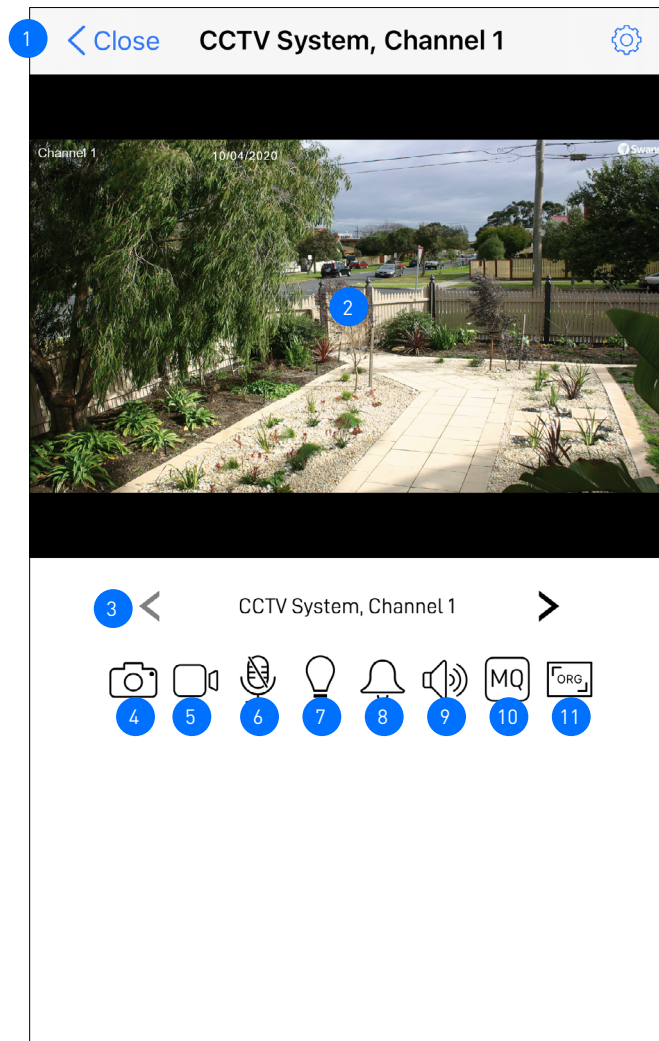 1 Close CCTV System, Channel 1
Channel 1 10/04/2020 Swann
2
3 CCTV System, Channel 1
MQ ORG
4 5 6 7 8 9 10 11